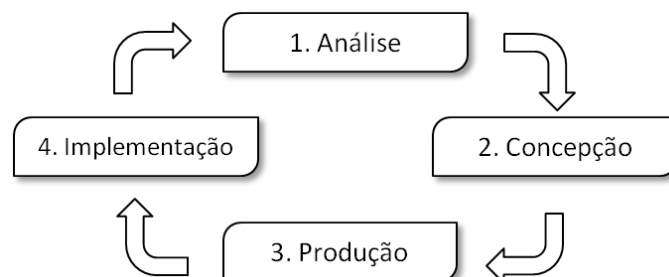 1. Análise
2. Concepção
3. Produção
4. Implementação